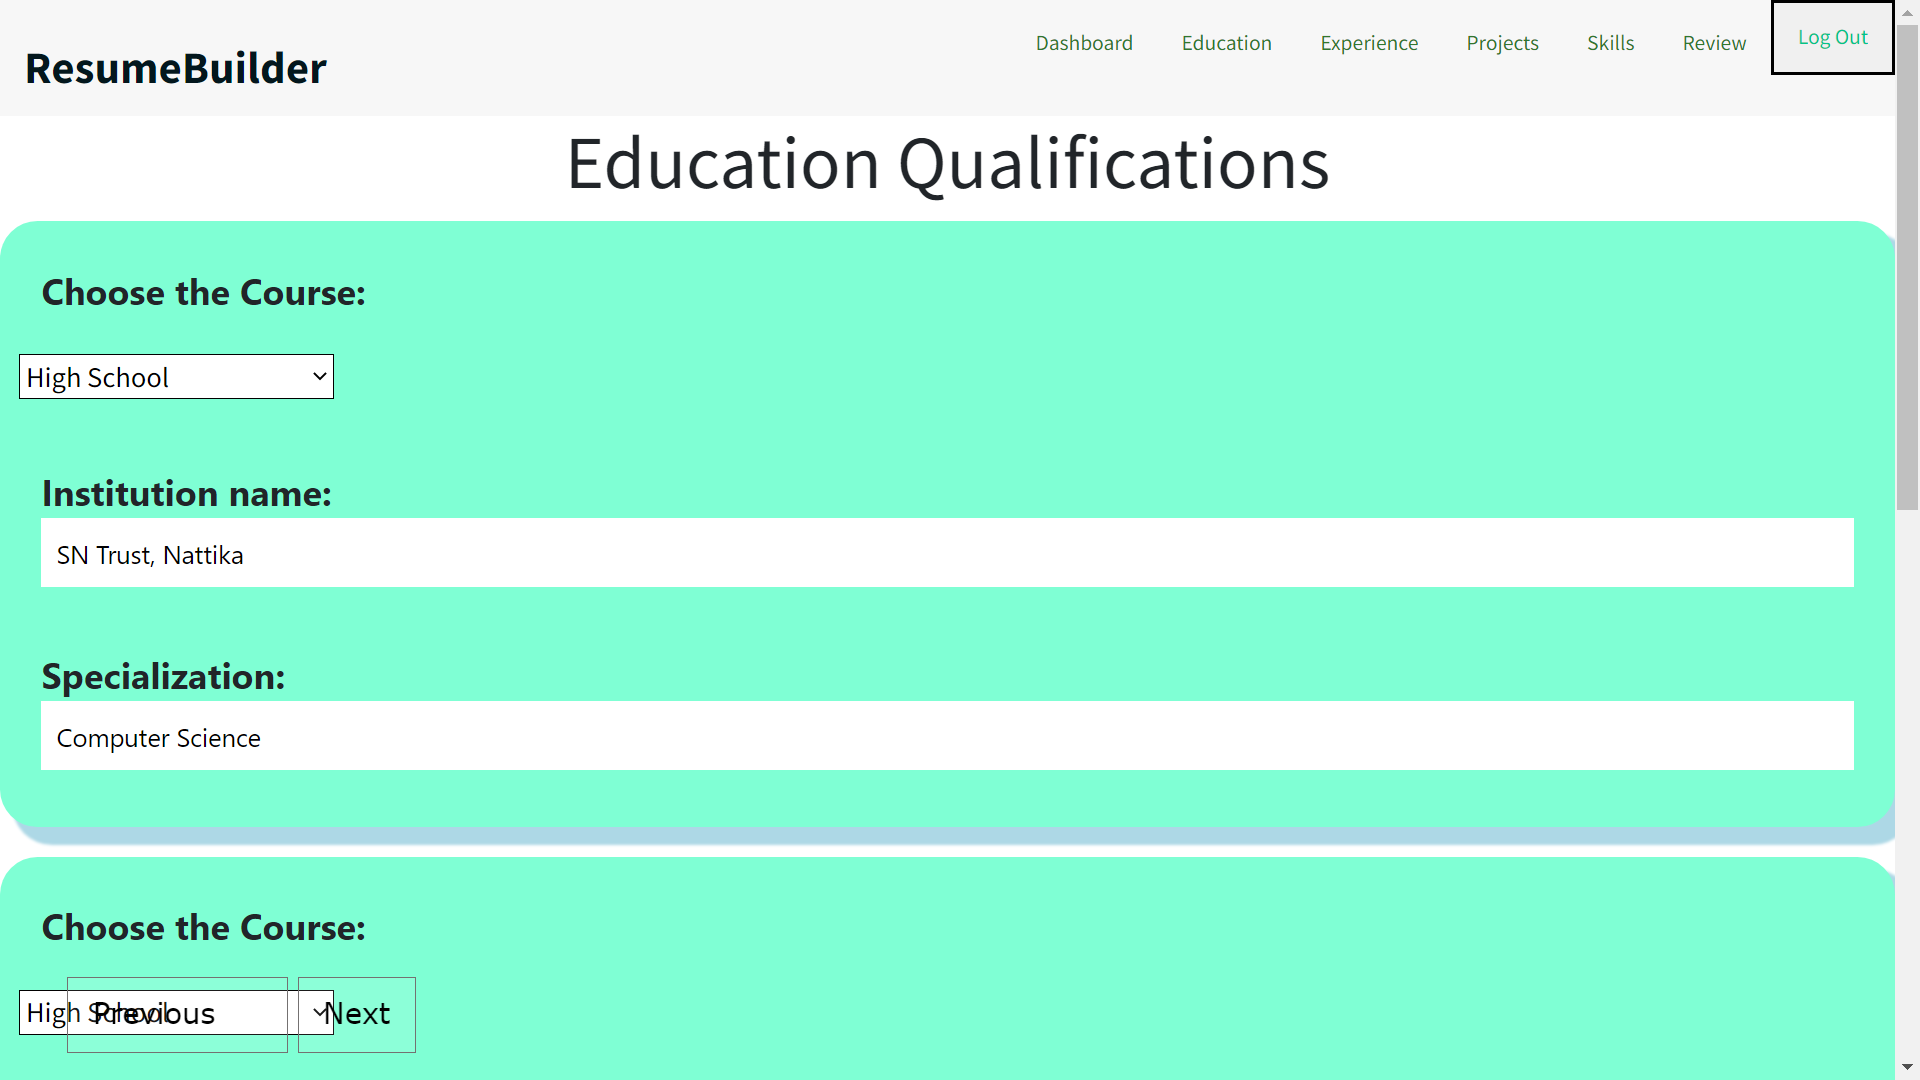 ResumeBuilder
Dashboard Education Experience Projects Skills Review Log Out
Education Qualifications
Choose the Course:
High School
Institution name:
SN Trust, Nattika
Specialization:
Computer Science
Choose the Course:
High School
Previous Next